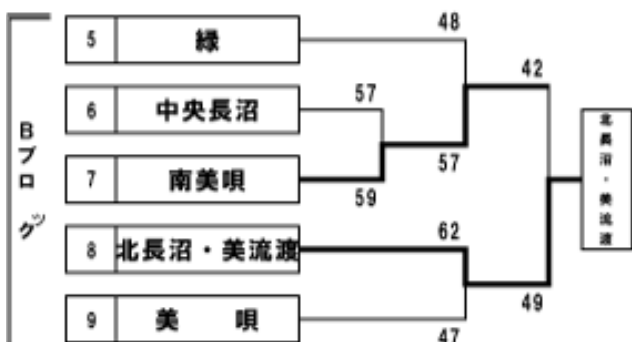 Bブロック
5 緑
6 中央長沼
7 南美唄
8 北長沼・美流渡
9 美 唄
48
57
59
57
62
47
42
49
北長沼・美流渡